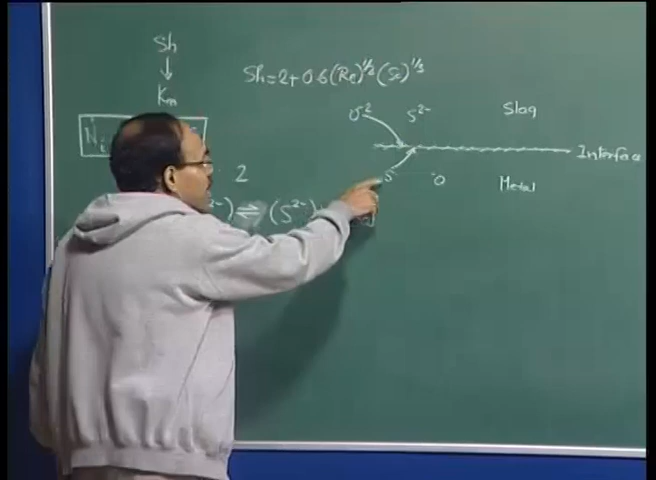 Sh
↓
Km
Ṅi
Sh=2+0.6(Re)^1/2 (Sc)^1/3
O^-2 S^2- Slag
Interface
S O Metal
2
⇌ (S^2-)